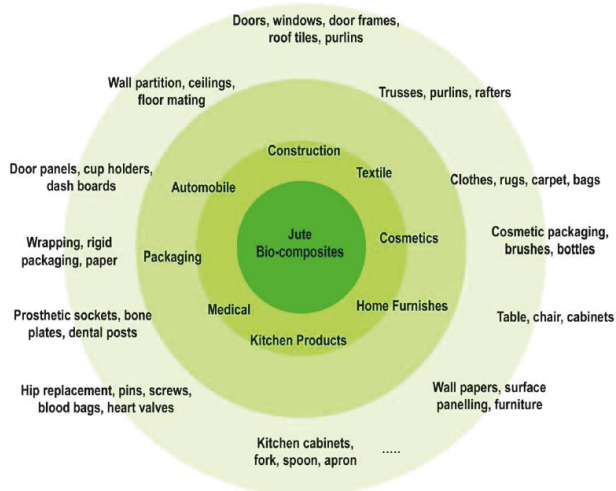 Doors, windows, door frames,
roof tiles, purlins
Wall partition, ceilings,
floor mating
Trusses, purlins, rafters
Construction
Textile
Door panels, cup holders,
dash boards
Automobile
Clothes, rugs, carpet, bags
Jute
Bio-composites
Cosmetics
Cosmetic packaging,
brushes, bottles
Wrapping, rigid
packaging, paper
Packaging
Medical
Home Furnishes
Prosthetic sockets, bone
plates, dental posts
Table, chair, cabinets
Kitchen Products
Hip replacement, pins, screws,
blood bags, heart valves
Wall papers, surface
panelling, furniture
Kitchen cabinets,
fork, spoon, apron
.....